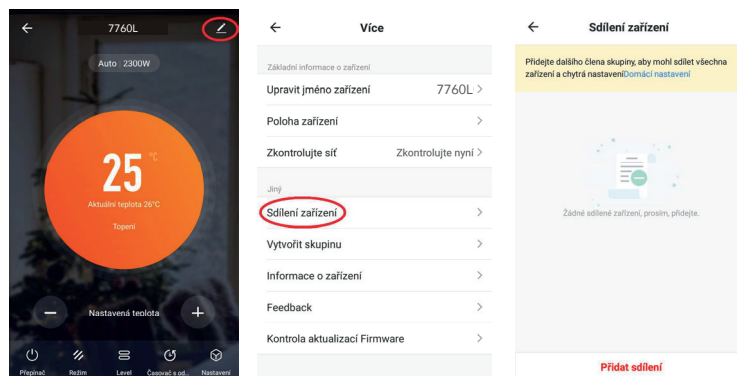 7760L
Auto | 2300W
25 °C
Aktuální teplota 26°C
Topení
Nastavená teplota
Přepínač Režim Level Časovač s od... Nastavení
Více
Základní informace o zařízení
Upravit jméno zařízení 7760L
Poloha zařízení
Zkontrolujte síť Zkontrolujte nyní
Jiný
Sdílení zařízení
Vytvořit skupinu
Informace o zařízení
Feedback
Kontrola aktualizací Firmware
Sdílení zařízení
Přidejte dalšího člena skupiny, aby mohl sdílet všechna
zařízení a chytrá nastaveníDomácí nastavení
Žádné sdílené zařízení, prosím, přidejte.
Přidat sdílení